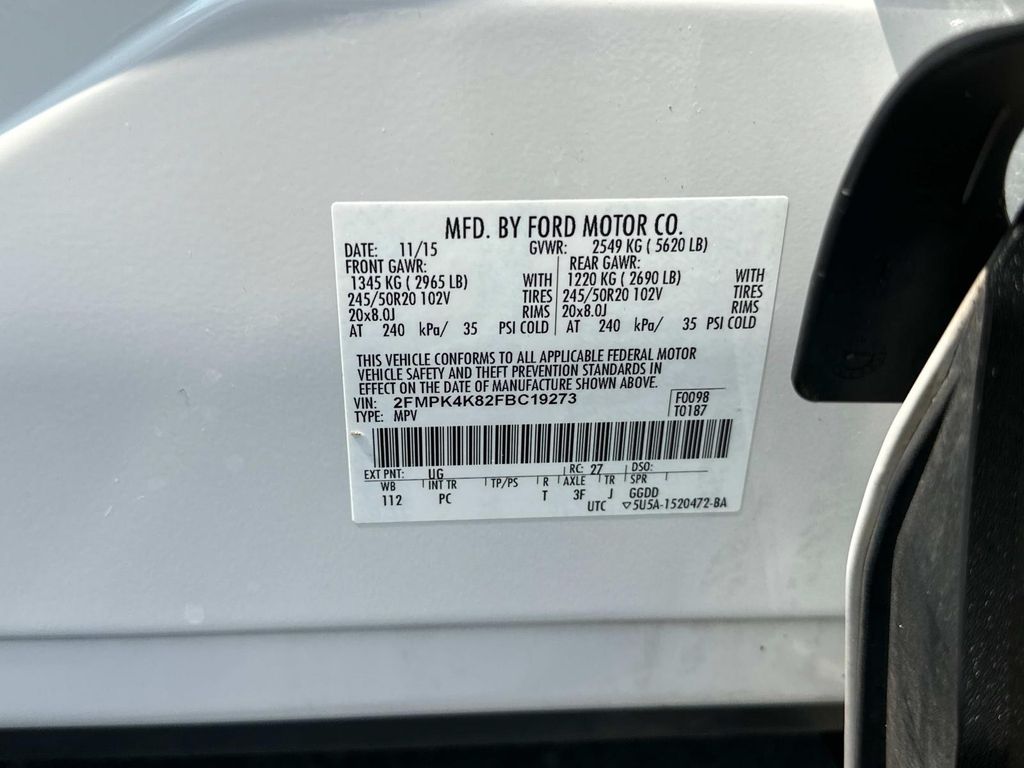 MFD. BY FORD MOTOR CO.
DATE: 11/15 GVWR: 2549 KG ( 5620 LB)
FRONT GAWR: REAR GAWR:
1345 KG ( 2965 LB) WITH 1220 KG ( 2690 LB) WITH
245/50R20 102V TIRES 245/50R20 102V TIRES
20x8.0J RIMS 20x8.0J RIMS
AT 240 kPa/ 35 PSI COLD AT 240 kPa/ 35 PSI COLD
THIS VEHICLE CONFORMS TO ALL APPLICABLE FEDERAL MOTOR
VEHICLE SAFETY AND THEFT PREVENTION STANDARDS IN
EFFECT ON THE DATE OF MANUFACTURE SHOWN ABOVE.
VIN: 2FMPK4K82FBC19273 F0098
TYPE: MPV T0187
EXT PNT: UG RC: 27 DSO:
WB INT TR TP/PS R AXLE TR SPR
112 PC T 3F J GGDD
UTC ▽5U5A-1520472-BA